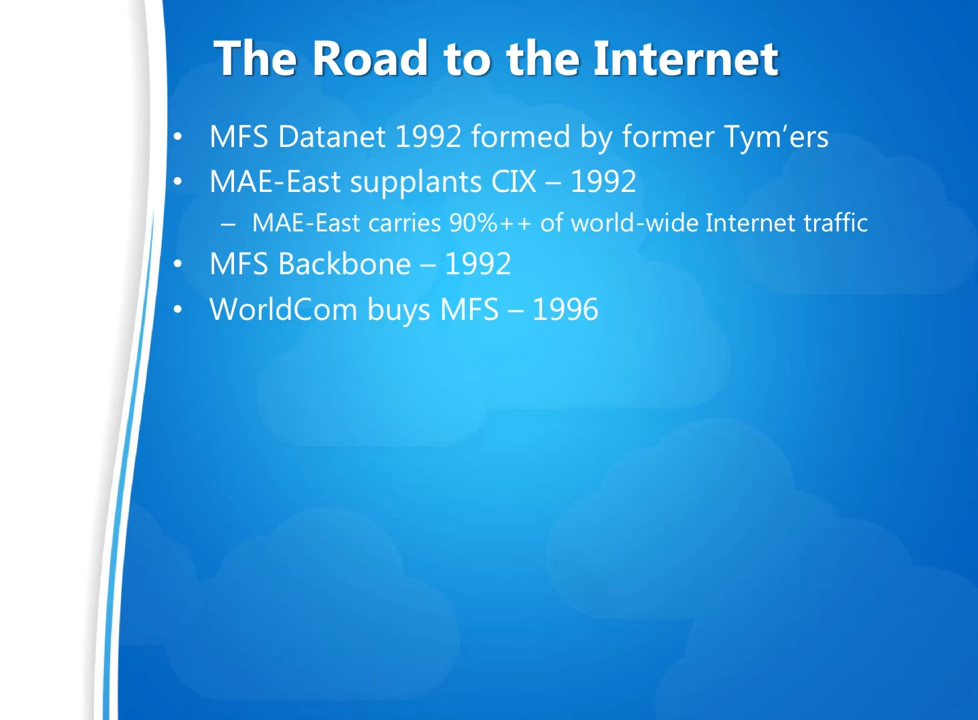 The Road to the Internet
• MFS Datanet 1992 formed by former Tym'ers
• MAE-East supplants CIX – 1992
– MAE-East carries 90%++ of world-wide Internet traffic
• MFS Backbone – 1992
• WorldCom buys MFS – 1996